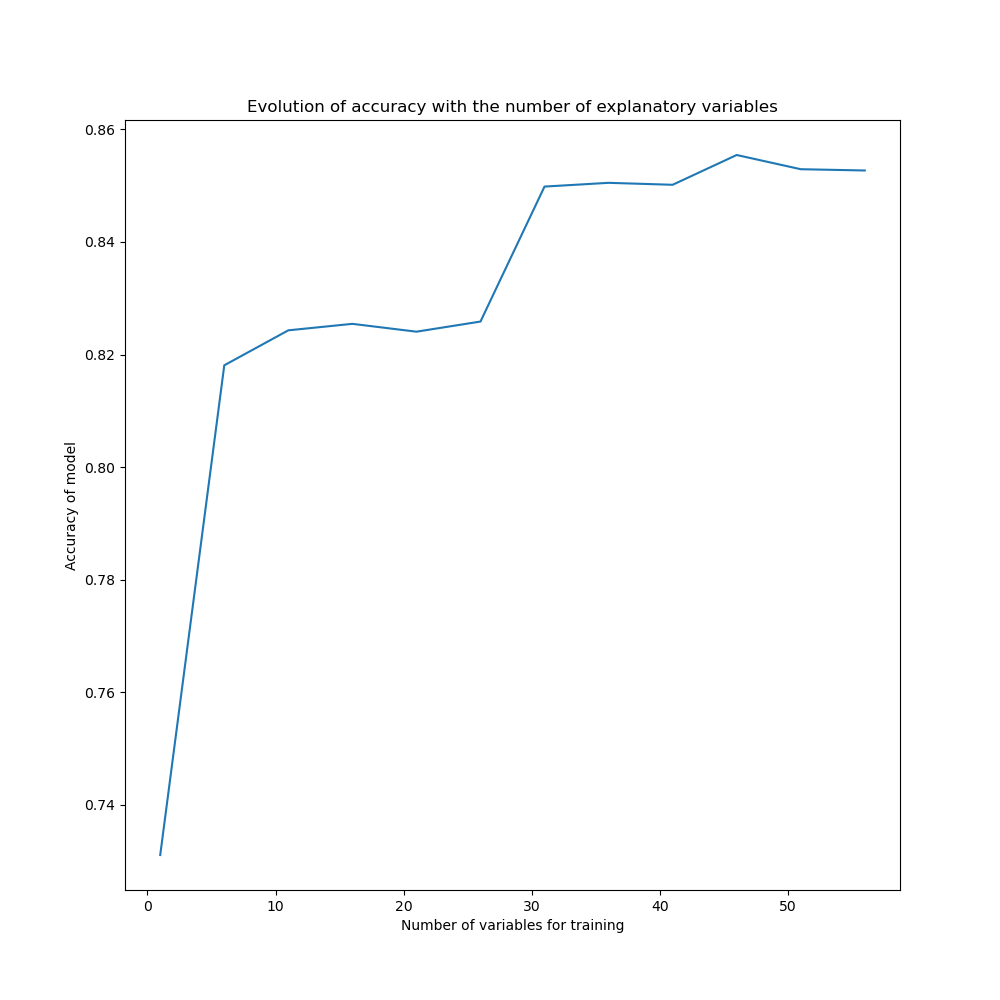 Evolution of accuracy with the number of explanatory variables
0.86
0.84
0.82
0.80
0.78
0.76
0.74
Accuracy of model
0 10 20 30 40 50
Number of variables for training